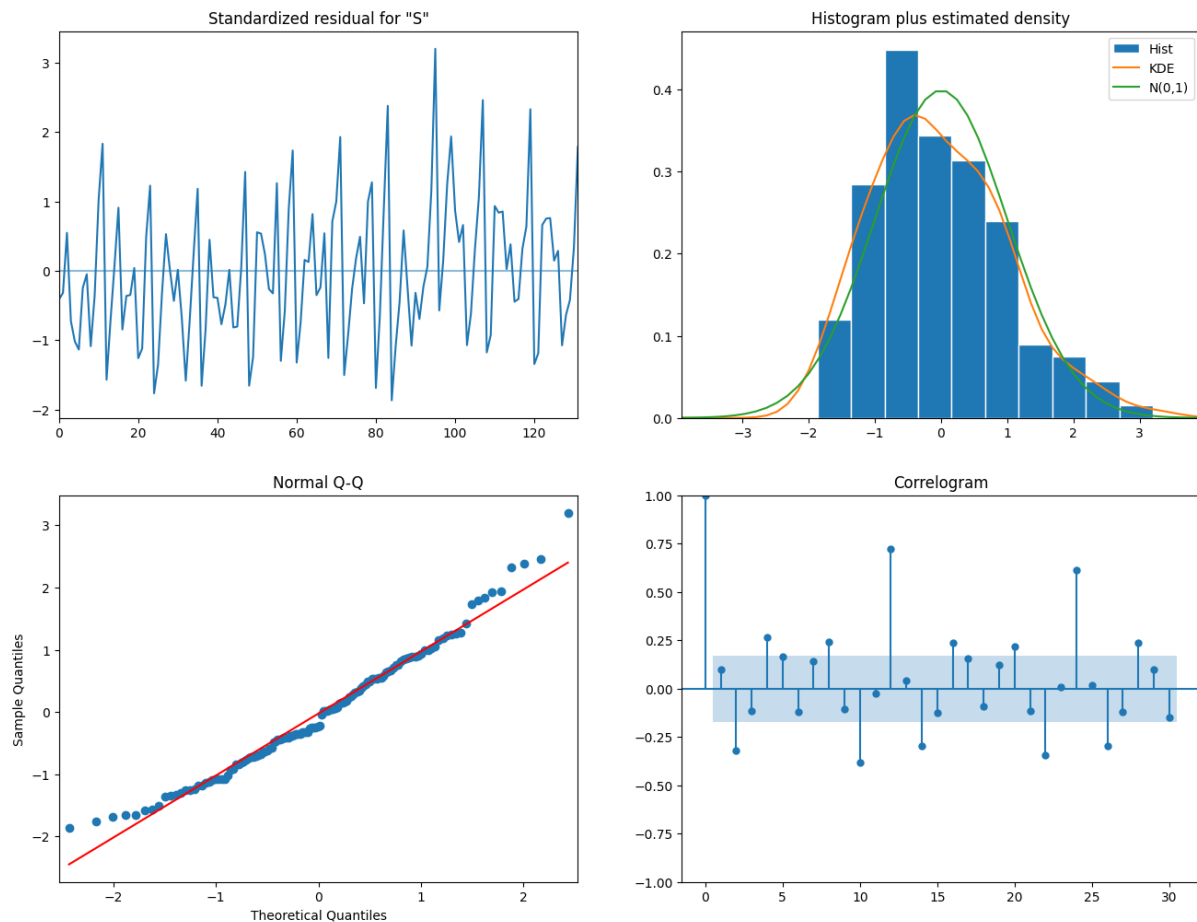 Standardized residual for "S"
3
2
1
0
−1
−2
0 20 40 60 80 100 120
Histogram plus estimated density
Hist
KDE
N(0,1)
0.4
0.3
0.2
0.1
0.0
−3 −2 −1 0 1 2 3
Normal Q-Q
Sample Quantiles
3
2
1
0
−1
−2
−2 −1 0 1 2
Theoretical Quantiles
Correlogram
1.00
0.75
0.50
0.25
0.00
−0.25
−0.50
−0.75
−1.00
0 5 10 15 20 25 30